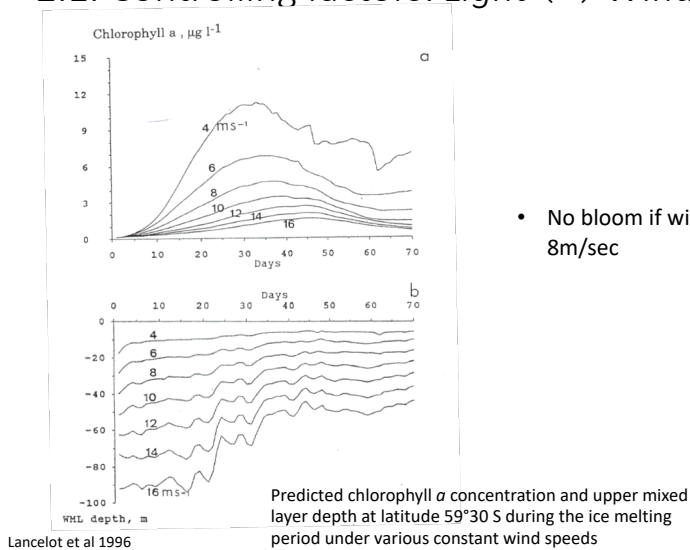 Chlorophyll a , µg l-1
a
15
12
9
6
3
0
4 ms-1
6
8
10
12
14
16
0 10 20 30 40 50 60 70
Days
Days
b
0 10 20 30 40 50 60 70
0
-20
-40
-60
-80
-100
4
6
8
10
12
14
16ms-1
WML depth, m
• No bloom if
8m/sec
Predicted chlorophyll a concentration and upper mixed
layer depth at latitude 59°30 S during the ice melting
period under various constant wind speeds
Lancelot et al 1996